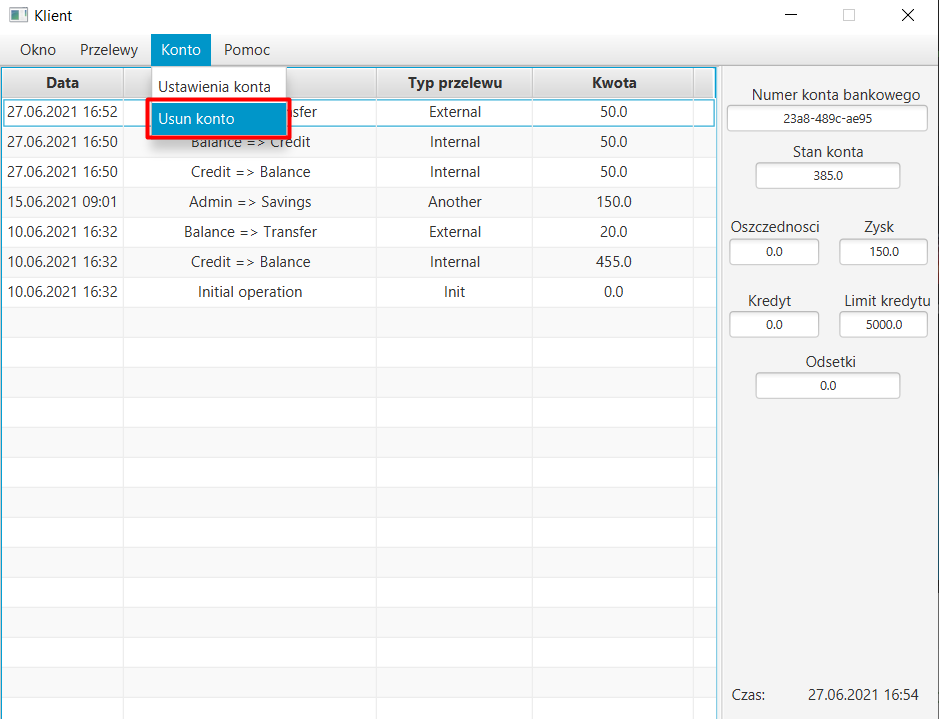 Klient
Okno Przelewy Konto Pomoc
Data Typ przelewu Kwota
Ustawienia konta
Usun konto
27.06.2021 16:52 sfer External 50.0
27.06.2021 16:50 Balance => Credit Internal 50.0
27.06.2021 16:50 Credit => Balance Internal 50.0
15.06.2021 09:01 Admin => Savings Another 150.0
10.06.2021 16:32 Balance => Transfer External 20.0
10.06.2021 16:32 Credit => Balance Internal 455.0
10.06.2021 16:32 Initial operation Init 0.0
Numer konta bankowego
23a8-489c-ae95
Stan konta
385.0
Oszczednosci Zysk
0.0 150.0
Kredyt Limit kredytu
0.0 5000.0
Odsetki
0.0
Czas: 27.06.2021 16:54